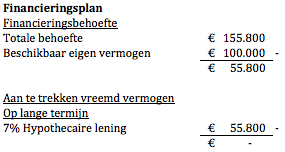 Financieringsplan
Financieringsbehoefte
Totale behoefte € 155.800
Beschikbaar eigen vermogen € 100.000 -
€ 55.800
Aan te trekken vreemd vermogen
Op lange termijn
7% Hypothecaire lening € 55.800 -
€ -